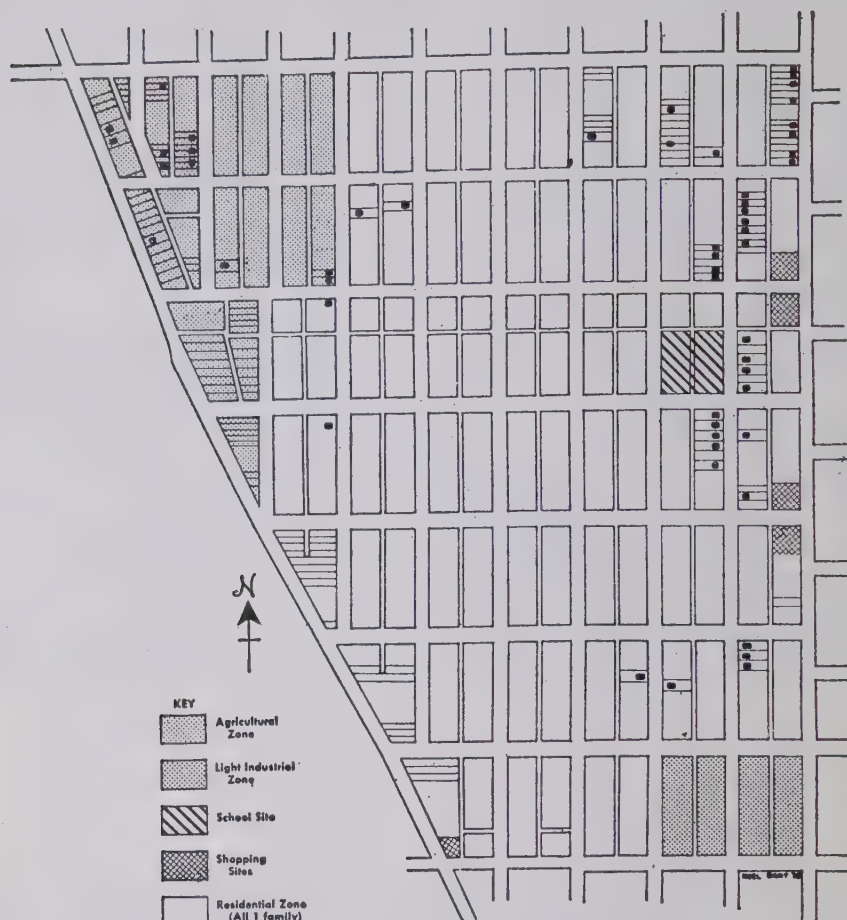 N
KEY
Agricultural
Zone
Light Industrial
Zone
School Site
Shopping
Sites
Residential Zone
(All 1 family)